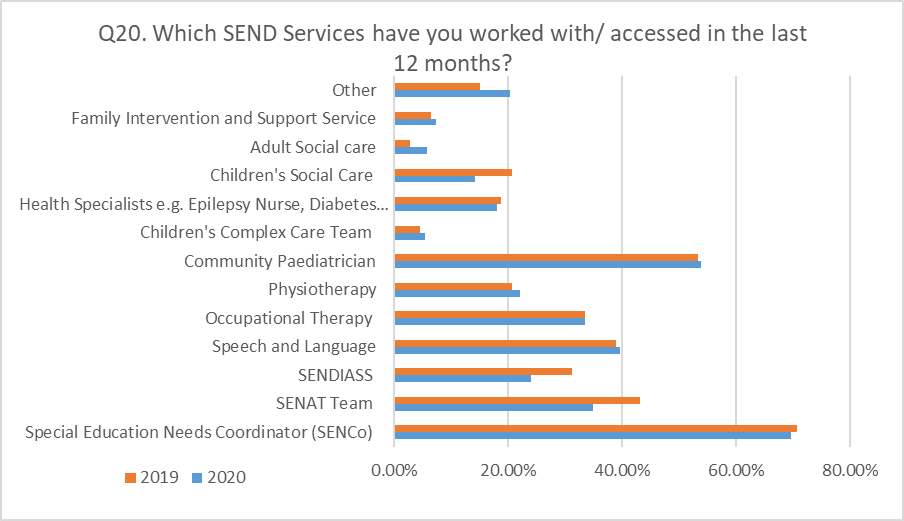 Q20. Which SEND Services have you worked with/ accessed in the last
12 months?
Other
Family Intervention and Support Service
Adult Social care
Children's Social Care
Health Specialists e.g. Epilepsy Nurse, Diabetes...
Children's Complex Care Team
Community Paediatrician
Physiotherapy
Occupational Therapy
Speech and Language
SENDIASS
SENAT Team
Special Education Needs Coordinator (SENCo)
0.00% 20.00% 40.00% 60.00% 80.00%
2019 2020